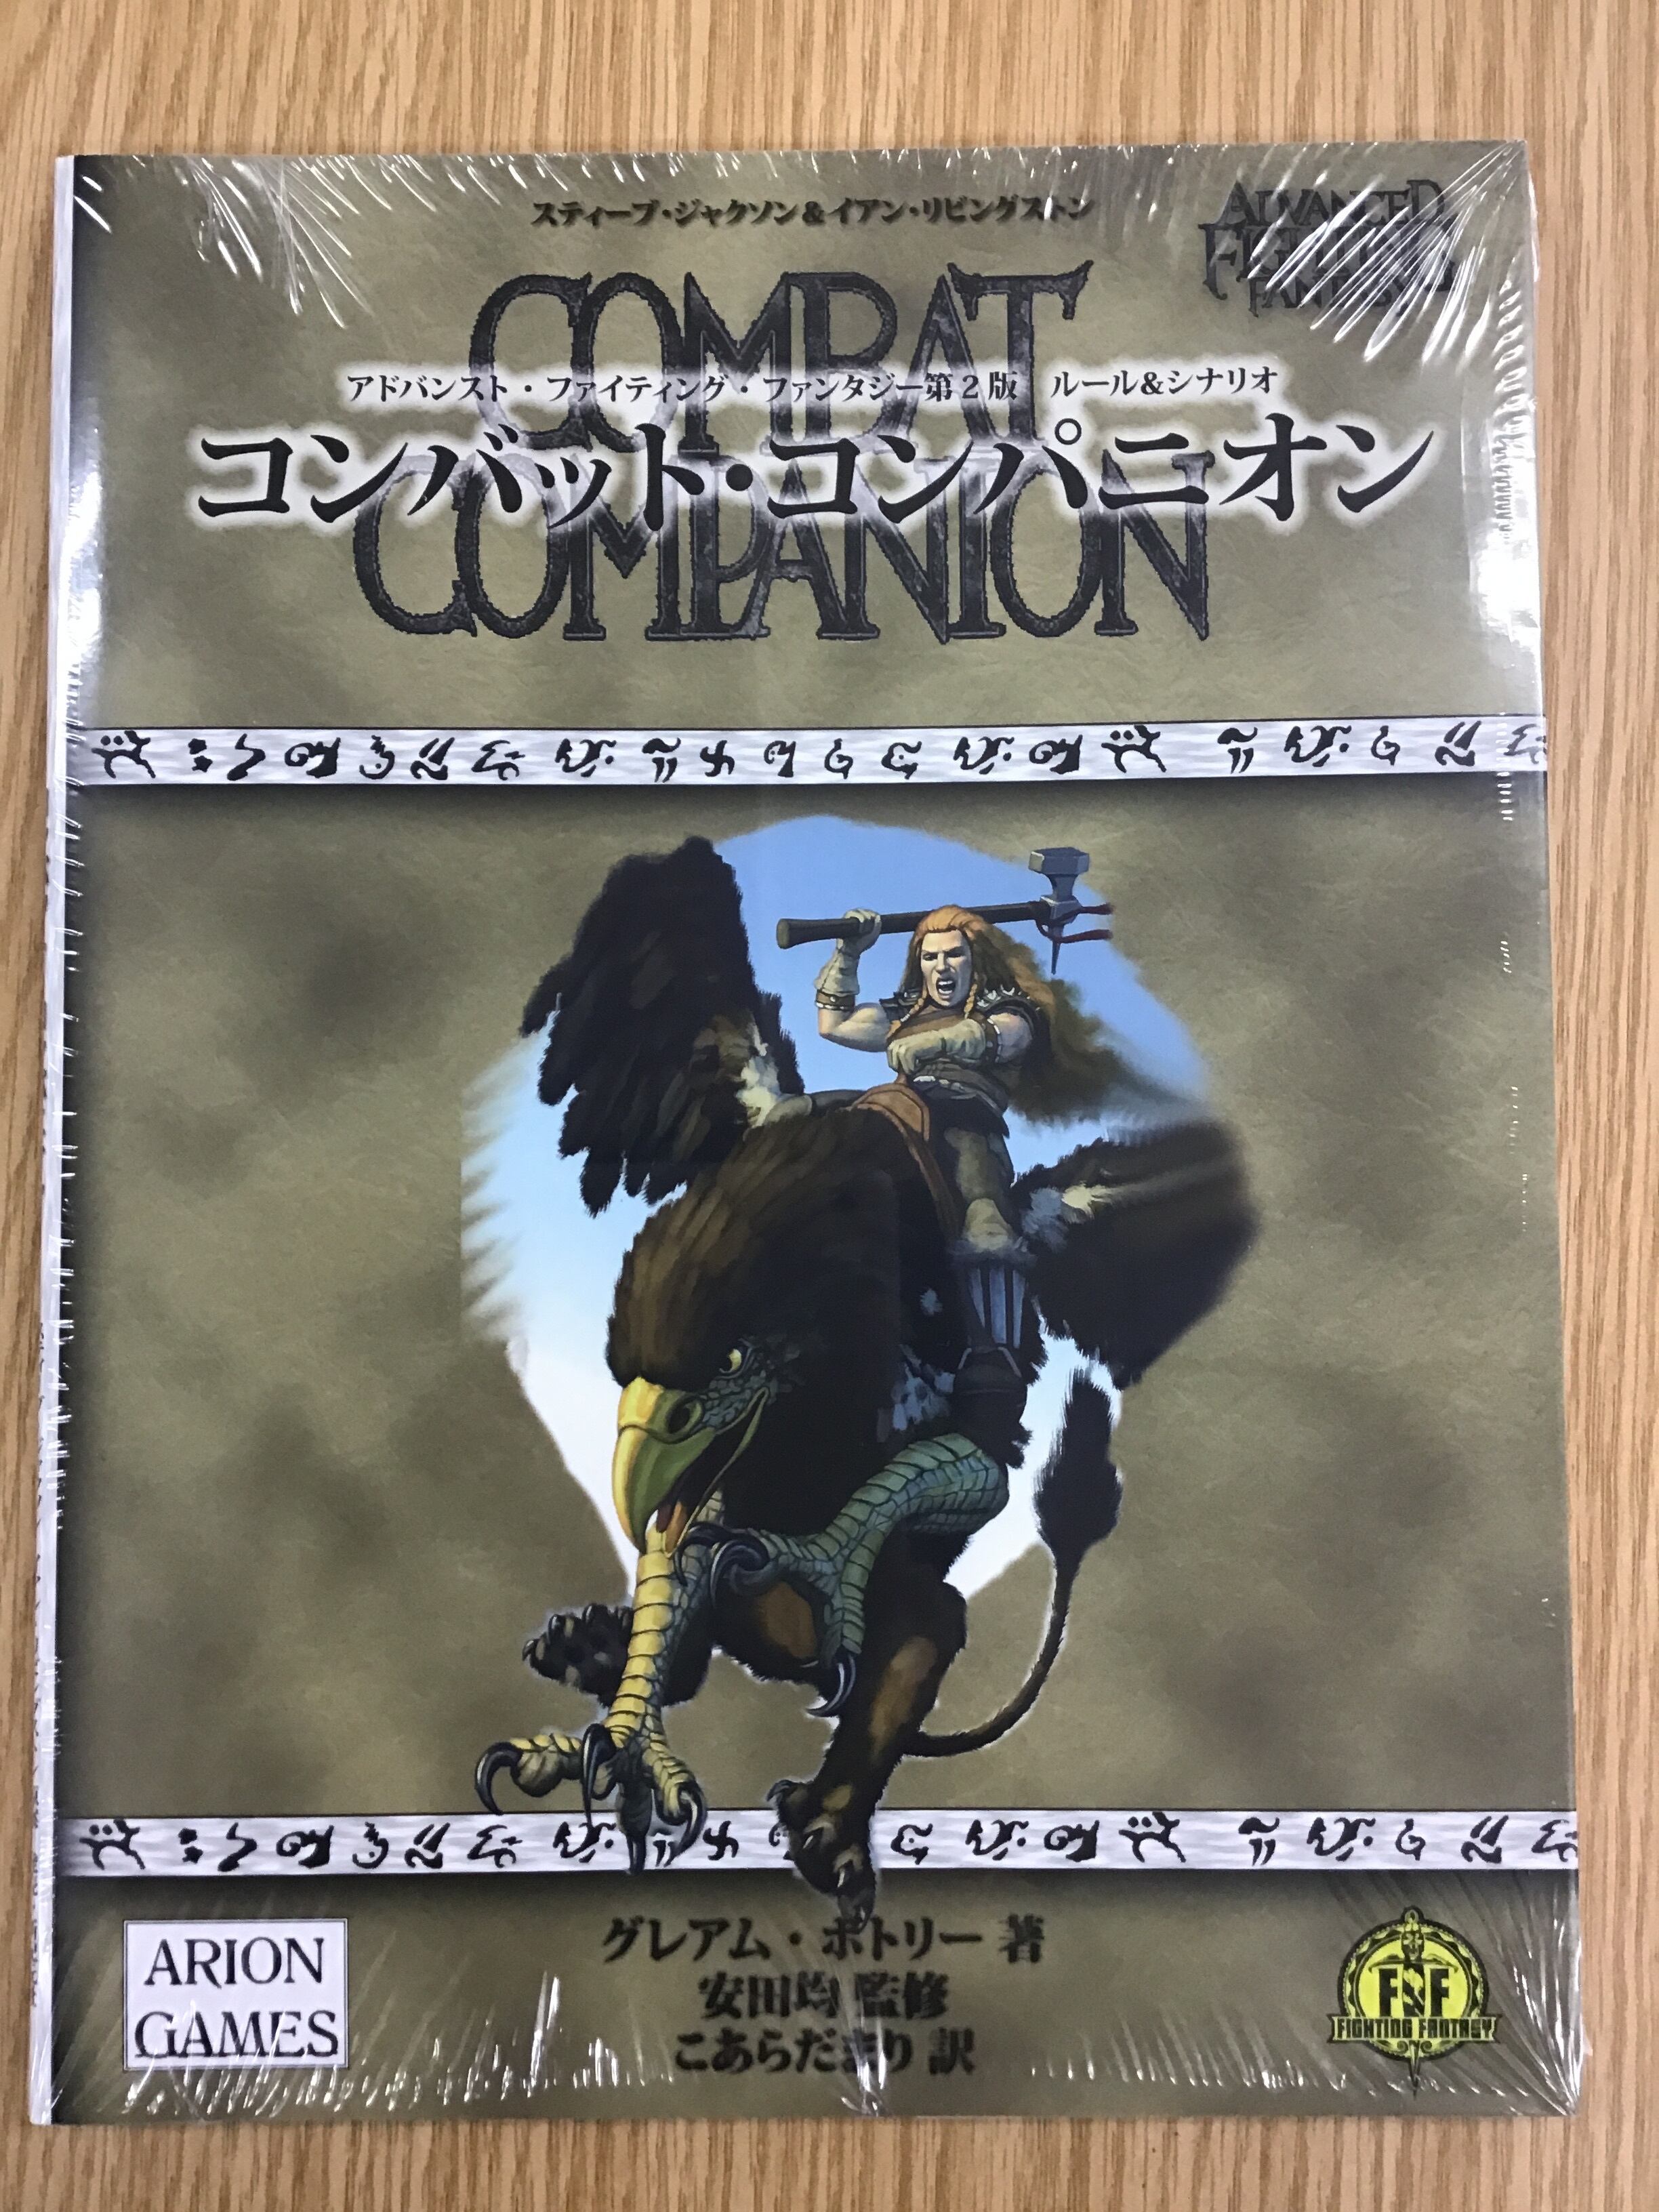 スティーブ・ジャクソン&イアン・リビングストン
ADVANCED
FIGHTING
FANTASY
COMBAT
アドバンスト・ファイティング・ファンタジー第2版 ルール&シナリオ
コンバット・コンパニオン
COMPANION
グレアム・ボトリー 著
安田均 監修
こあらだまり 訳
ARION
GAMES
FF
FIGHTING FANTASY